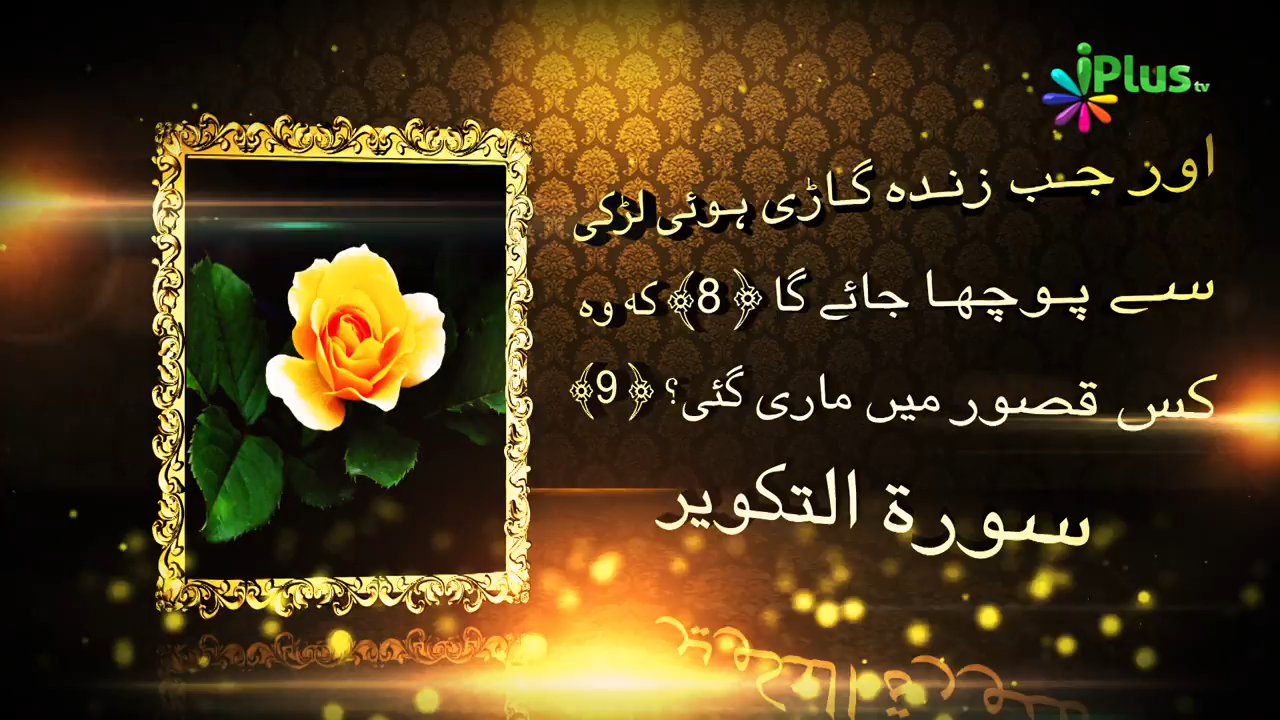 iPlus tv
اور جب زندہ گاڑی ہوئی لڑکی
سے پوچھا جائے گا ﴿8﴾ کہ وہ
کس قصور میں ماری گئی؟ ﴿9﴾
سورة التكوير